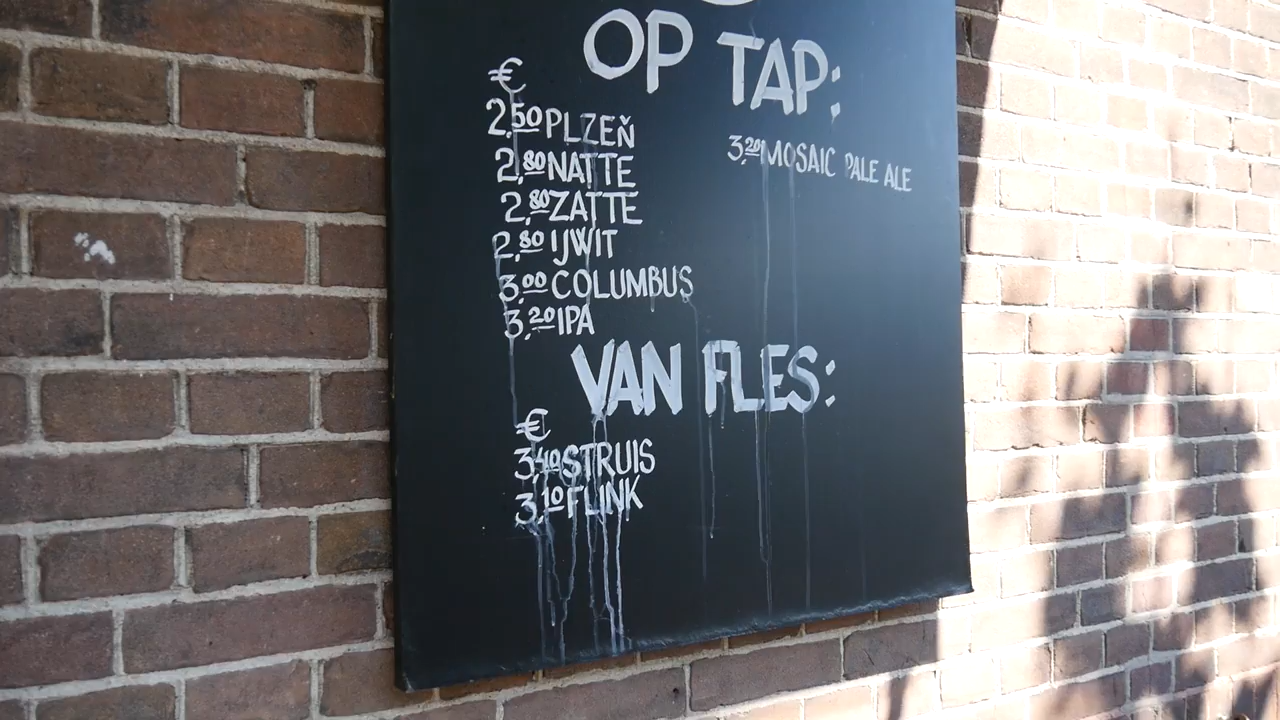 OP TAP:
€
2,50 PLZEŇ
2,80 NATTE
2,80 ZATTE
2,80 IJWIT
3,00 COLUMBUS
3,20 IPA
3,20 MOSAIC PALE ALE
VAN FLES:
€
3,40 STRUIS
3,10 FLINK